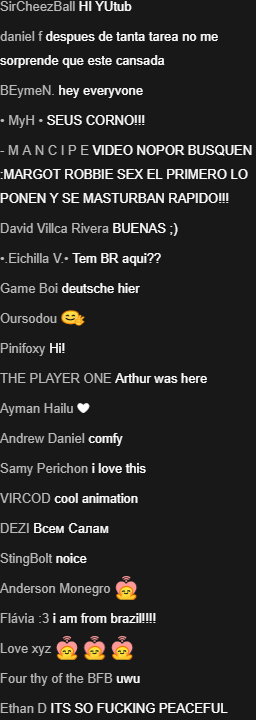 SirCheezBall HI YUtub
daniel f despues de tanta tarea no me
sorprende que este cansada
BEymeN. hey everyvone
• MyH • SEUS CORNO!!!
- M A N C I P E VIDEO NOPOR BUSQUEN
:MARGOT ROBBIE SEX EL PRIMERO LO
PONEN Y SE MASTURBAN RAPIDO!!!
David Villca Rivera BUENAS ;)
•.Eichilla V.• Tem BR aqui??
Game Boi deutsche hier
Oursodou
Pinifoxy Hi!
THE PLAYER ONE Arthur was here
Ayman Hailu
Andrew Daniel comfy
Samy Perichon i love this
VIRCOD cool animation
DEZI Всем Салам
StingBolt noice
Anderson Monegro
Flávia :3 i am from brazil!!!!
Love xyz
Four thy of the BFB uwu
Ethan D ITS SO FUCKING PEACEFUL